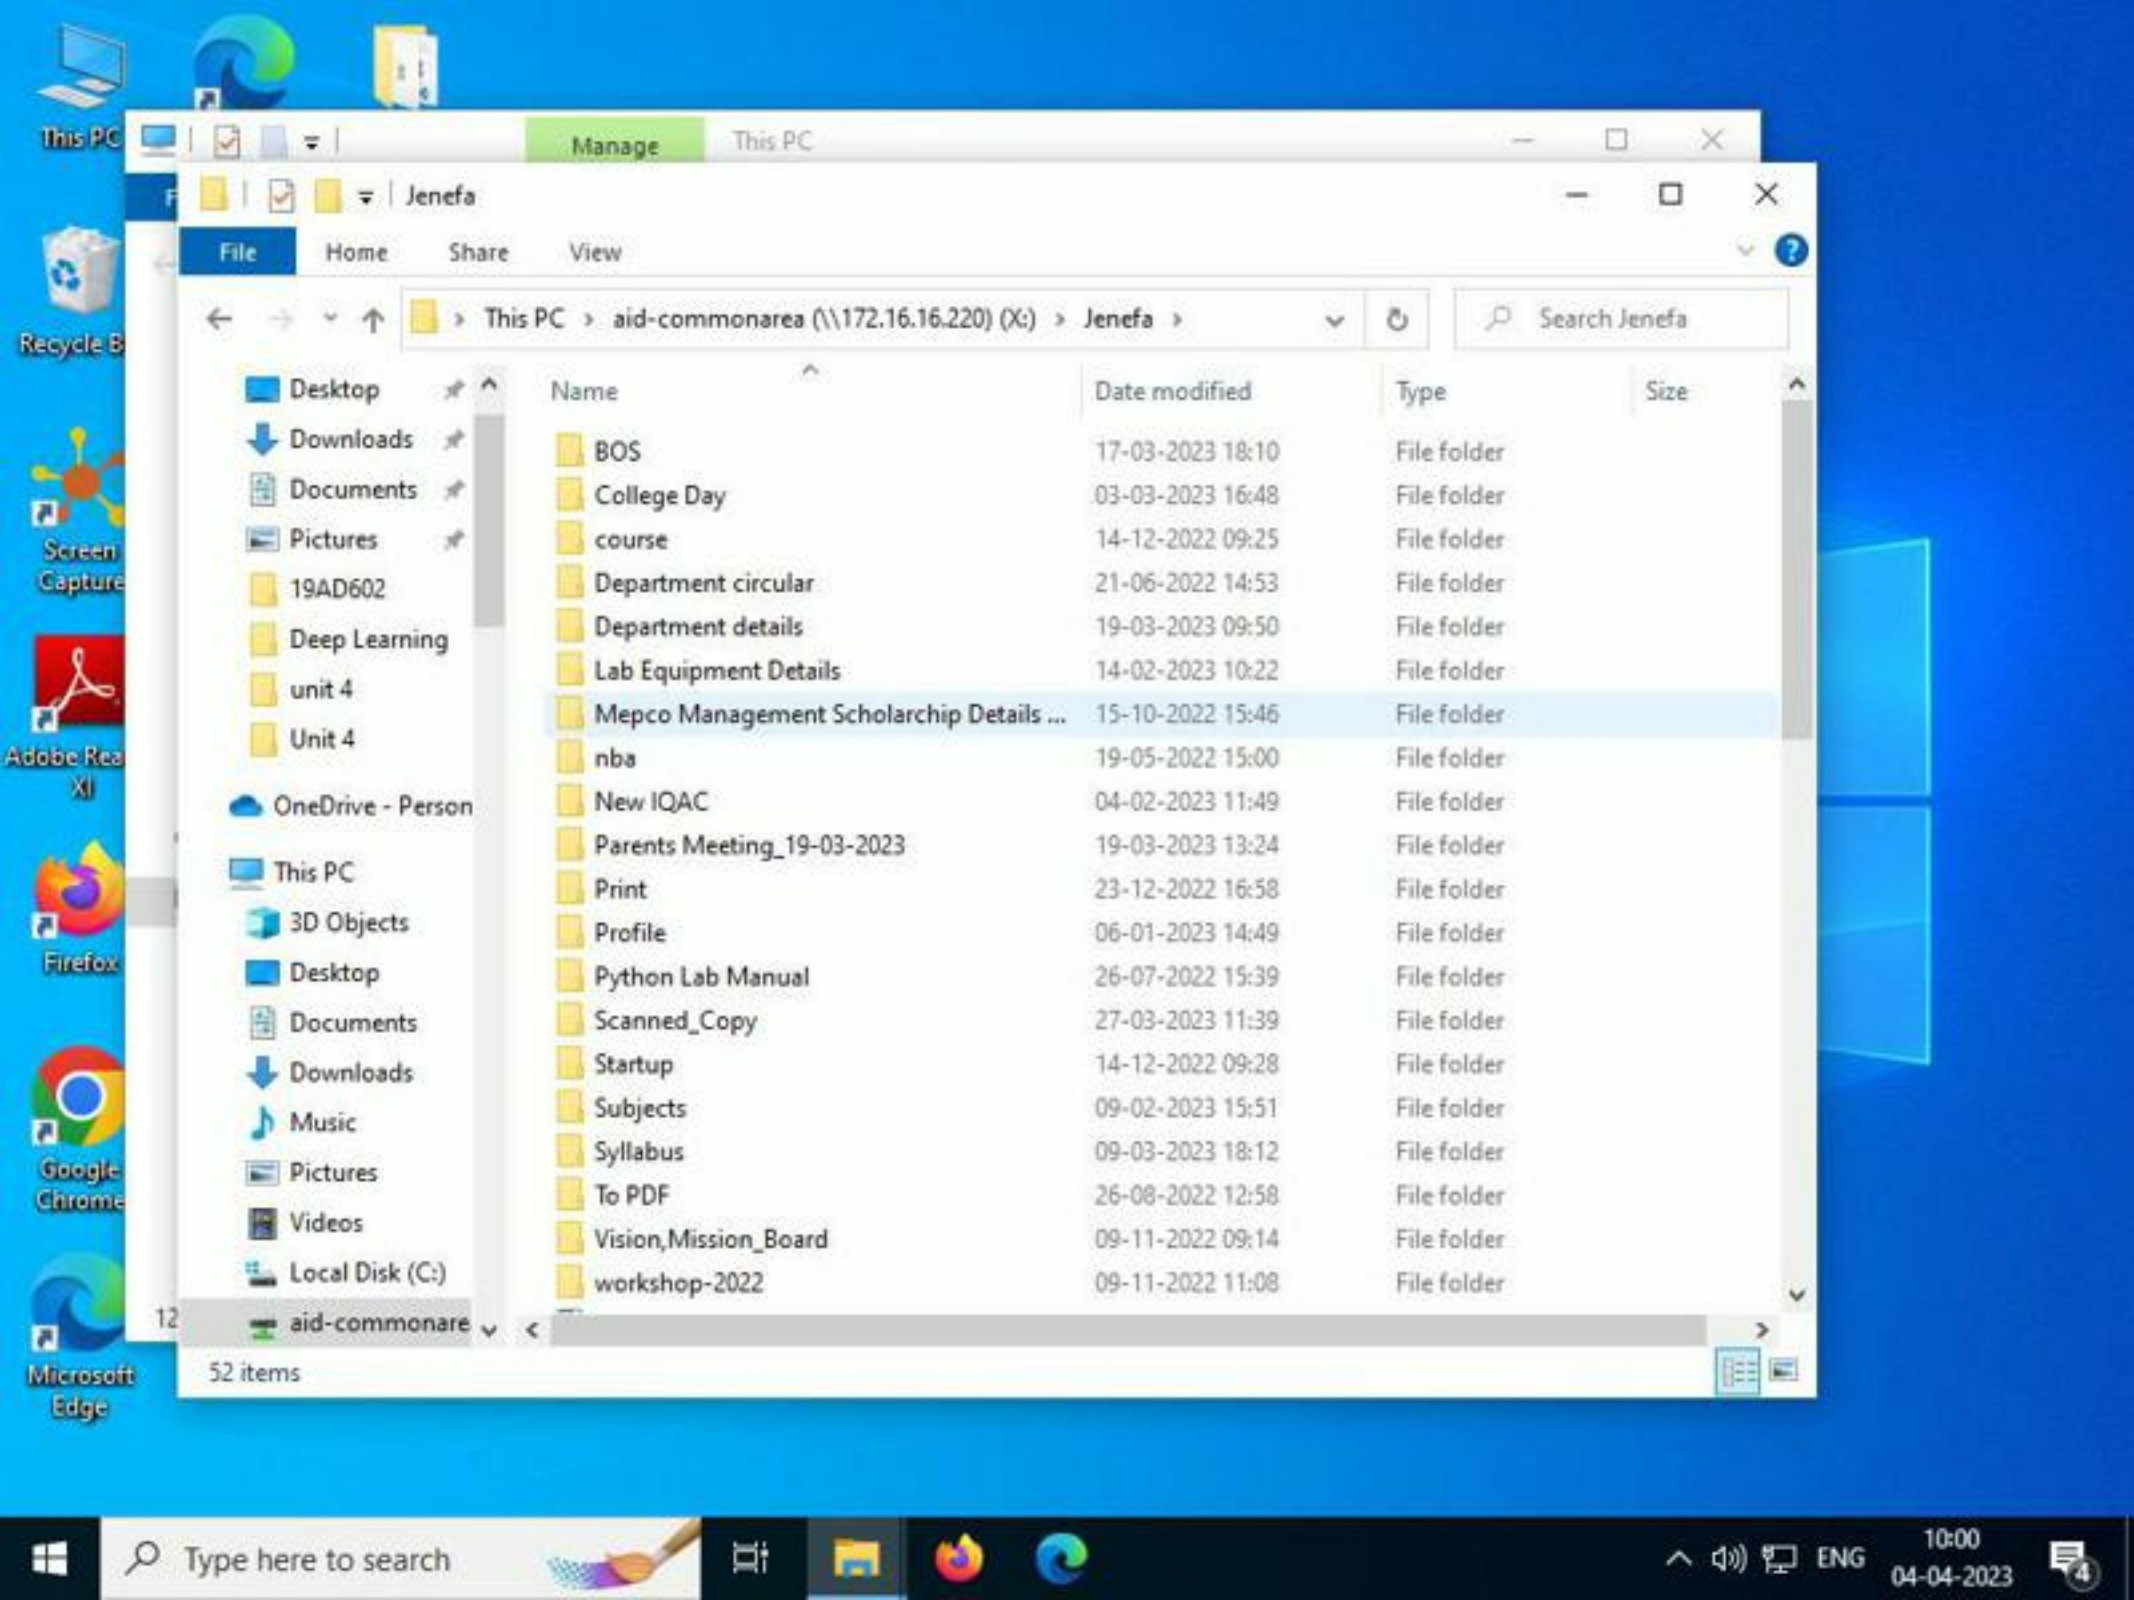 This PC
Manage
This PC
Jenefa
File
Home
Share
View
This PC
aid-commonarea (\\172.16.16.220) (X:)
Jenefa
Search Jenefa
Recycle B
Screen
Capture
Adobe Rea
XI
Firefox
Google
Chrome
Microsoft
Edge
Desktop
Downloads
Documents
Pictures
19AD602
Deep Learning
unit 4
Unit 4
OneDrive - Person
This PC
3D Objects
Desktop
Documents
Downloads
Music
Pictures
Videos
Local Disk (C:)
aid-commonare
Name Date modified Type Size
BOS 17-03-2023 18:10 File folder
College Day 03-03-2023 16:48 File folder
course 14-12-2022 09:25 File folder
Department circular 21-06-2022 14:53 File folder
Department details 19-03-2023 09:50 File folder
Lab Equipment Details 14-02-2023 10:22 File folder
Mepco Management Scholarchip Details ... 15-10-2022 15:46 File folder
nba 19-05-2022 15:00 File folder
New IQAC 04-02-2023 11:49 File folder
Parents Meeting_19-03-2023 19-03-2023 13:24 File folder
Print 23-12-2022 16:58 File folder
Profile 06-01-2023 14:49 File folder
Python Lab Manual 26-07-2022 15:39 File folder
Scanned_Copy 27-03-2023 11:39 File folder
Startup 14-12-2022 09:28 File folder
Subjects 09-02-2023 15:51 File folder
Syllabus 09-03-2023 18:12 File folder
To PDF 26-08-2022 12:58 File folder
Vision,Mission_Board 09-11-2022 09:14 File folder
workshop-2022 09-11-2022 11:08 File folder
12
52 items
Type here to search
ENG
10:00
04-04-2023
4